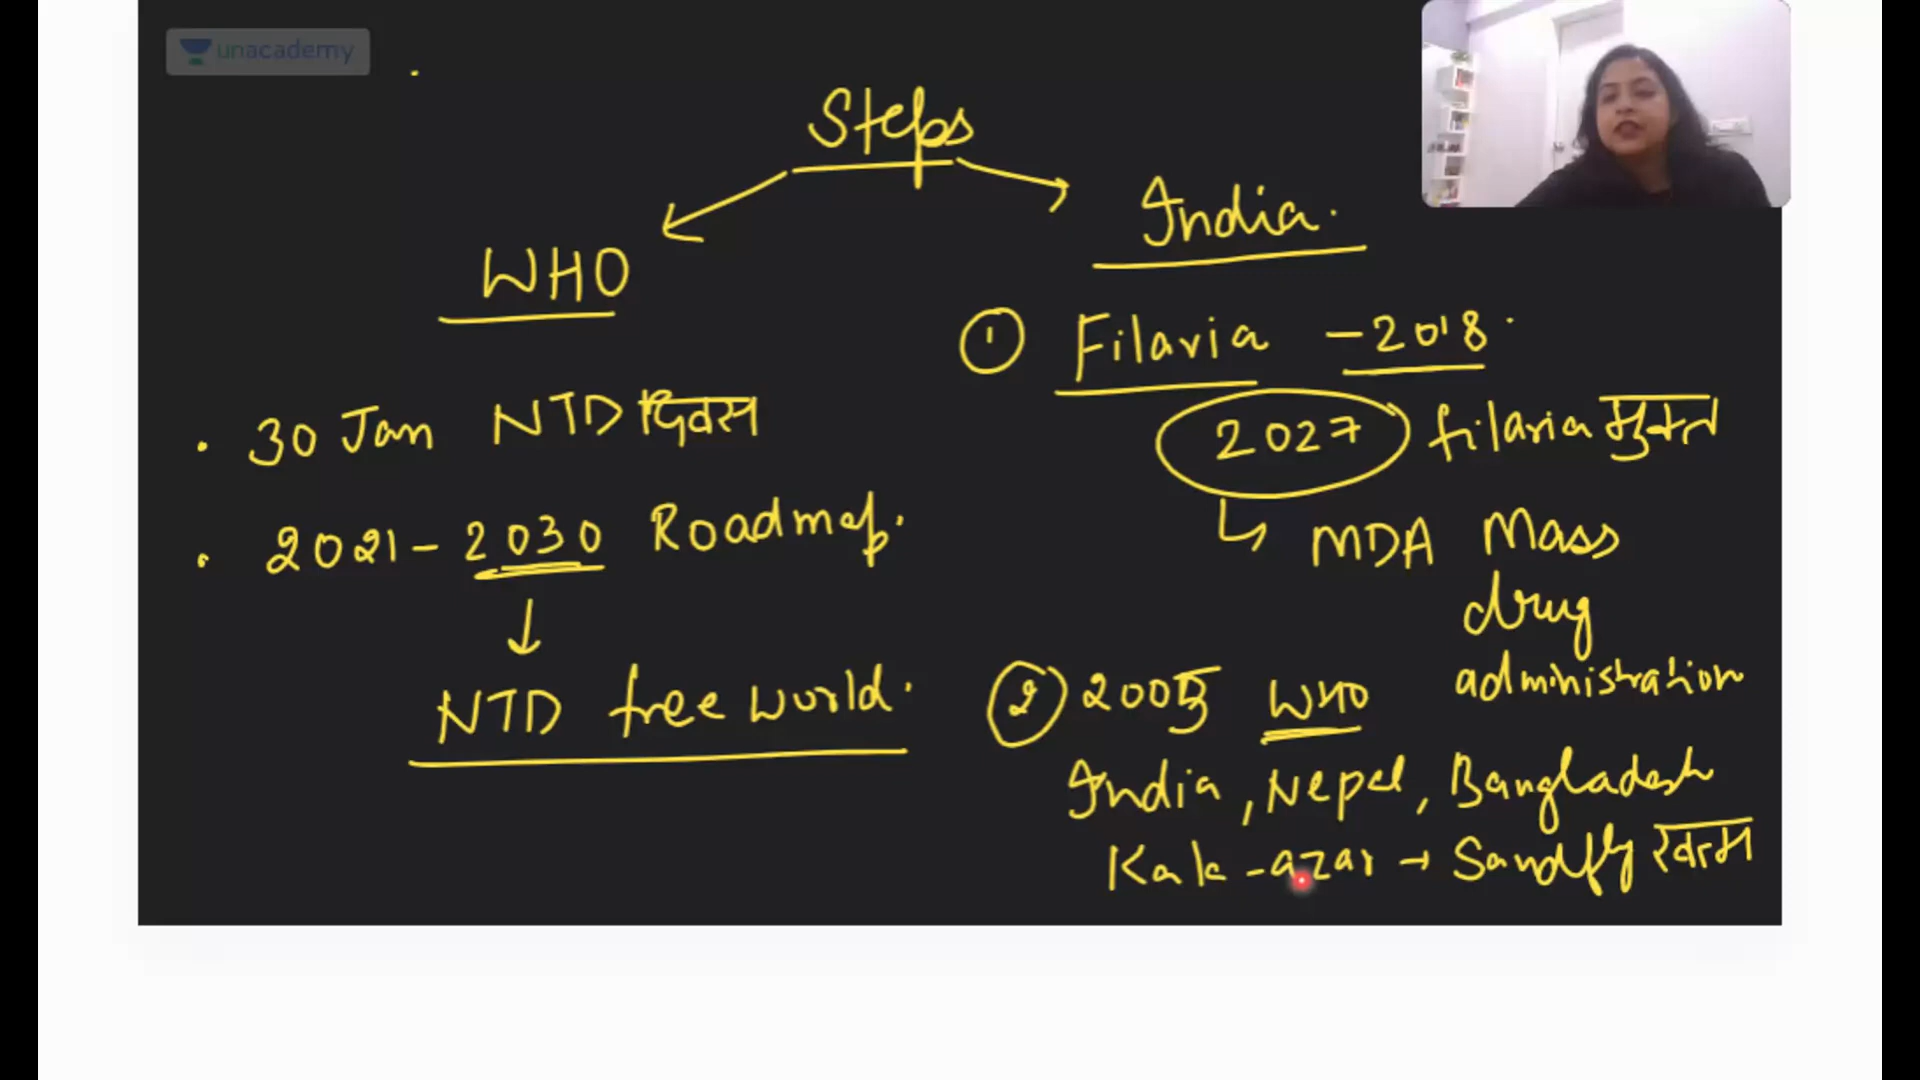 unacademy
Steps
WHO
• 30 Jan NTD दिवस
• 2021-2030 Roadmap.
↓
NTD free world.
India.
① Filaria -2018.
2027 filaria मुक्त
↳ MDA Mass
drug
administration
② 2005 WHO
India, Nepal, Bangladesh
Kala-azar → Sandfly खत्म